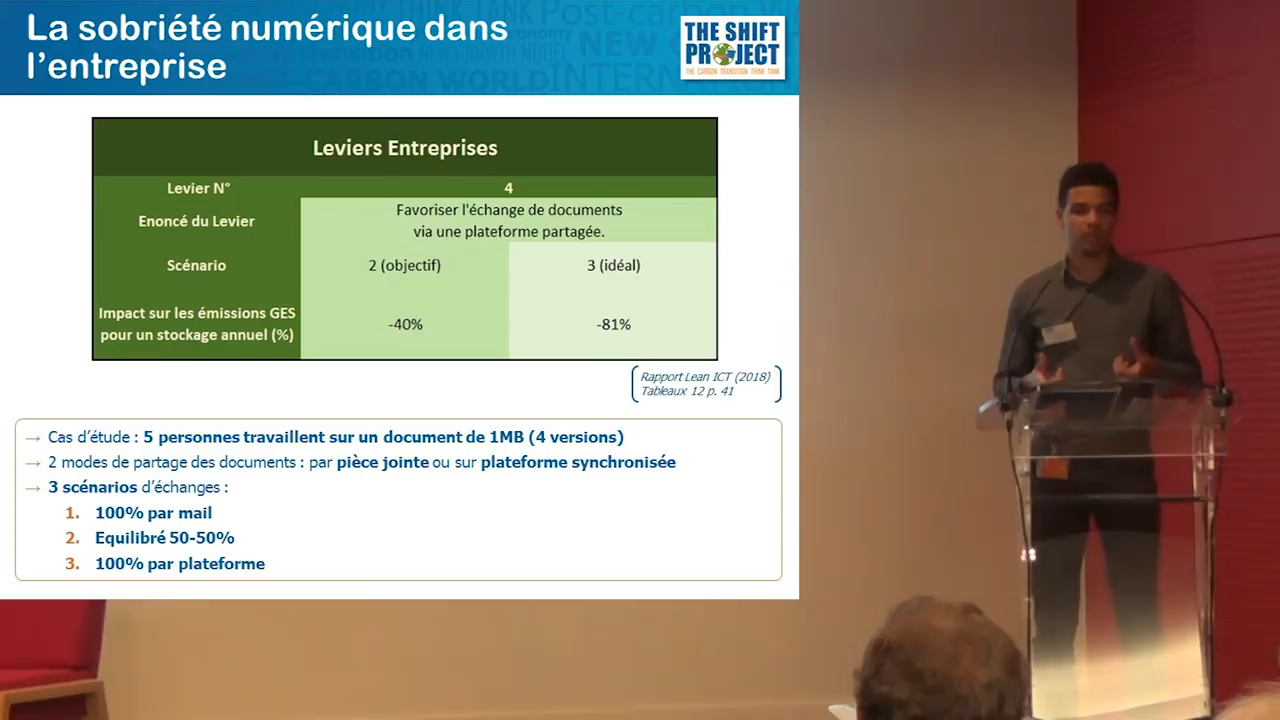 La sobriété numérique dans
l’entreprise
THE SHIFT
PROJECT
THE CARBON TRANSITION THINK TANK
Leviers Entreprises
Levier N° 4
Enoncé du Levier
Favoriser l'échange de documents
via une plateforme partagée.
Scénario 2 (objectif) 3 (idéal)
Impact sur les émissions GES
pour un stockage annuel (%)
-40% -81%
Rapport Lean ICT (2018)
Tableaux 12 p. 41
→ Cas d’étude : 5 personnes travaillent sur un document de 1MB (4 versions)
→ 2 modes de partage des documents : par pièce jointe ou sur plateforme synchronisée
→ 3 scénarios d’échanges :
1. 100% par mail
2. Equilibré 50-50%
3. 100% par plateforme